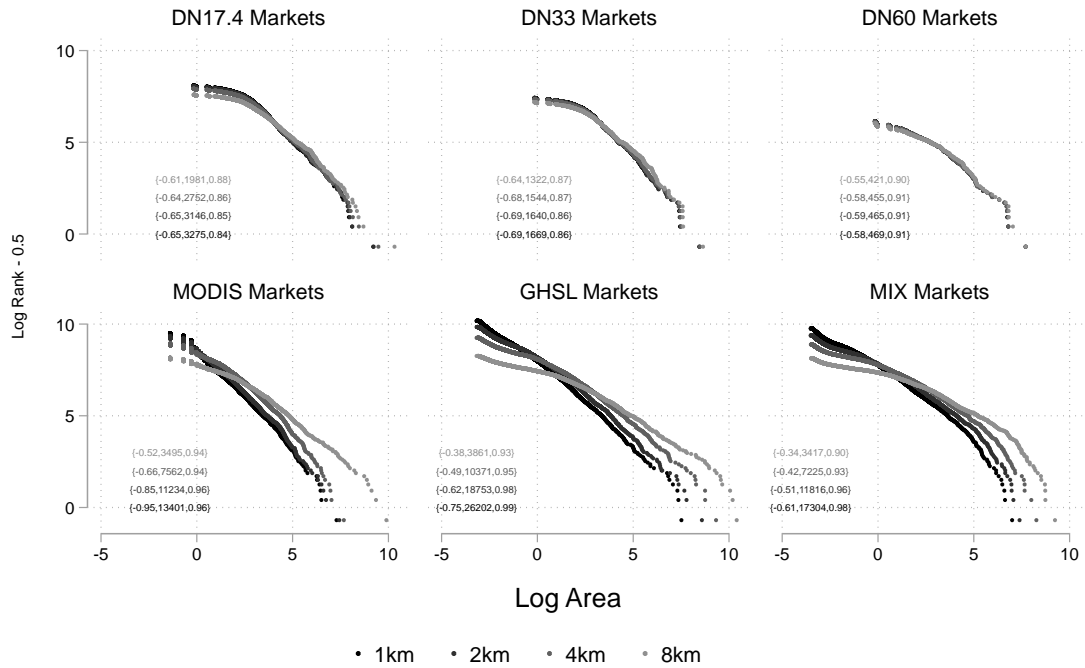 DN17.4 Markets
DN33 Markets
DN60 Markets
10
5
0
{-0.61,1981,0.88}
{-0.64,2752,0.86}
{-0.65,3146,0.85}
{-0.65,3275,0.84}
{-0.64,1322,0.87}
{-0.68,1544,0.87}
{-0.69,1640,0.86}
{-0.69,1669,0.86}
{-0.55,421,0.90}
{-0.58,455,0.91}
{-0.59,465,0.91}
{-0.58,469,0.91}
Log Rank - 0.5
MODIS Markets
GHSL Markets
MIX Markets
10
5
0
{-0.52,3495,0.94}
{-0.66,7562,0.94}
{-0.85,11234,0.96}
{-0.95,13401,0.96}
{-0.38,3861,0.93}
{-0.49,10371,0.95}
{-0.62,18753,0.98}
{-0.75,26202,0.99}
{-0.34,3417,0.90}
{-0.42,7225,0.93}
{-0.51,11816,0.96}
{-0.61,17304,0.98}
-5 0 5 10
-5 0 5 10
-5 0 5 10
Log Area
1km 2km 4km 8km